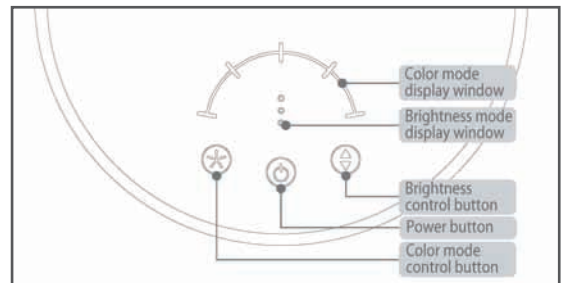 Color mode
display window
Brightness mode
display window
Brightness
control button
Power button
Color mode
control button